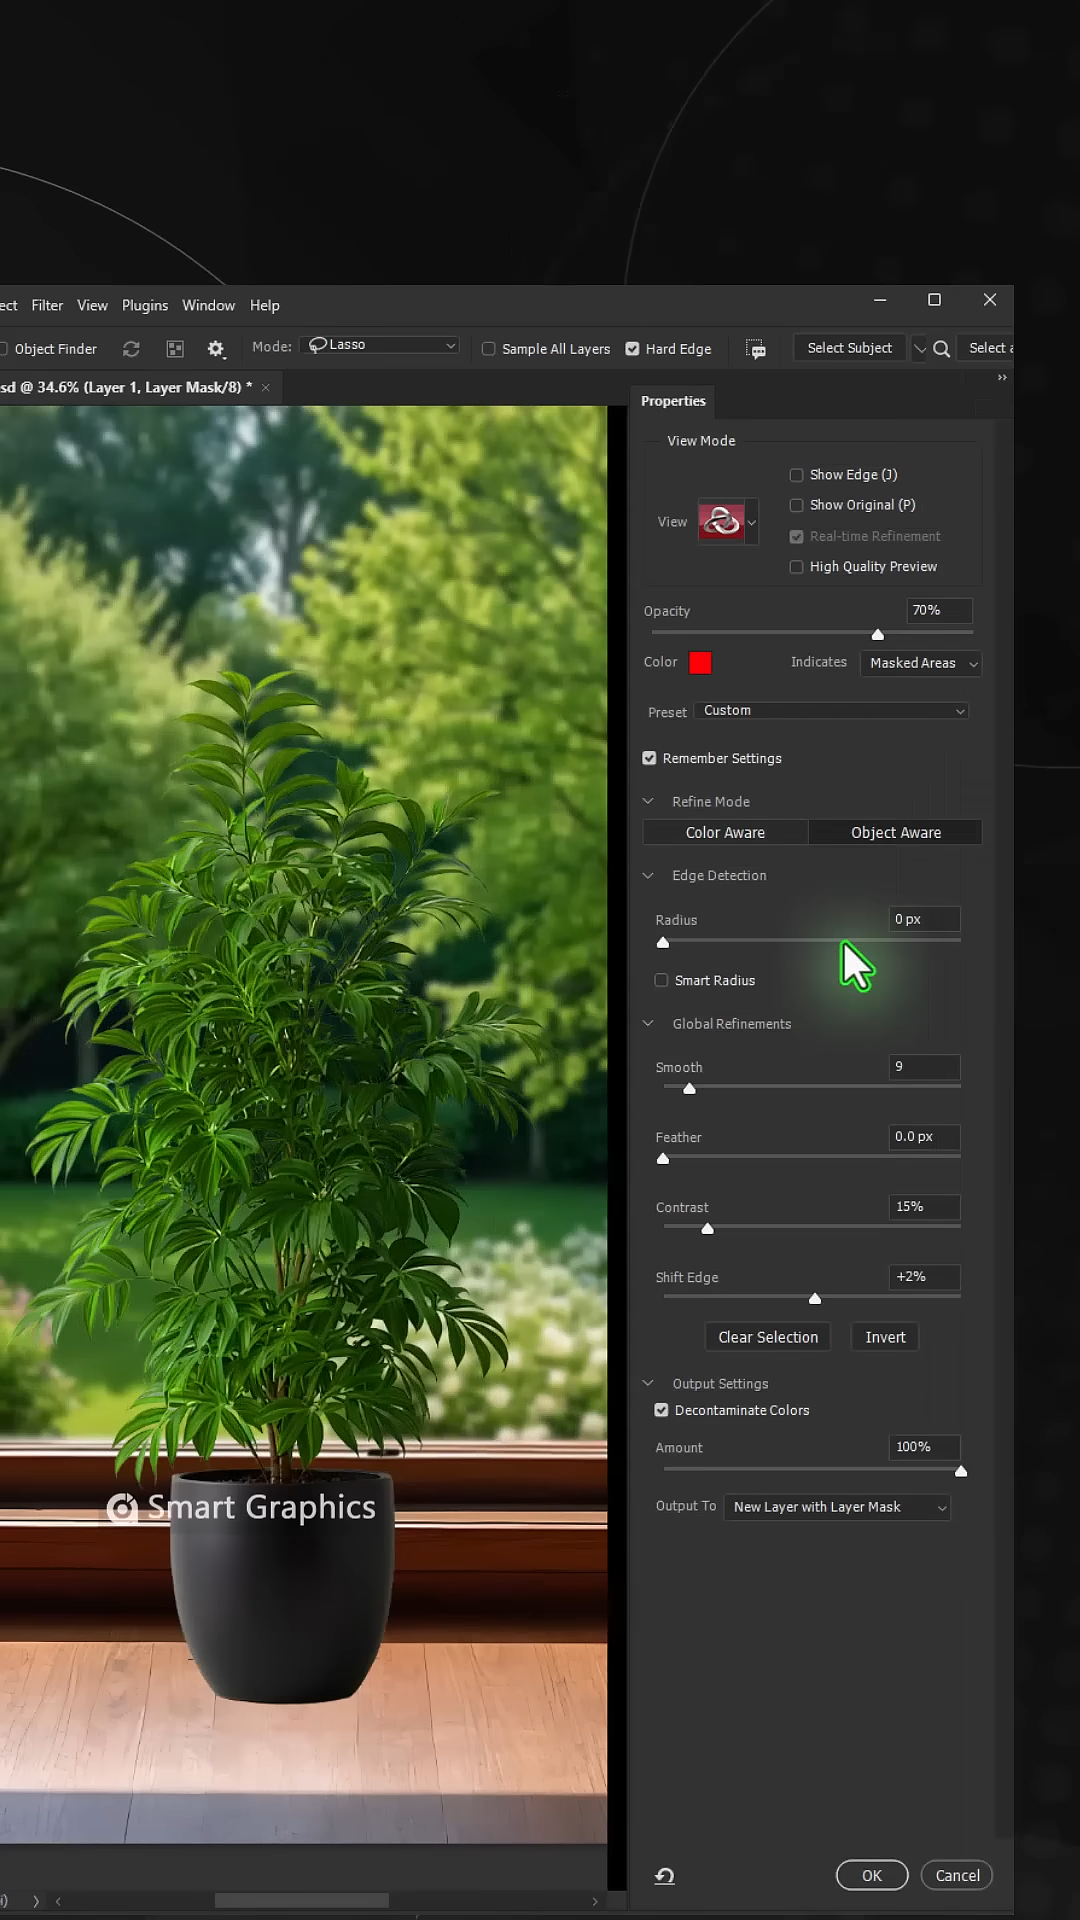 ect Filter View Plugins Window Help
Object Finder Mode: Lasso Sample All Layers Hard Edge Select Subject Select a
sd @ 34.6% (Layer 1, Layer Mask/8) * ×
Properties
View Mode
Show Edge (J)
Show Original (P)
View
Real-time Refinement
High Quality Preview
Opacity 70%
Color Indicates Masked Areas
Preset Custom
Remember Settings
Refine Mode
Color Aware Object Aware
Edge Detection
Radius 0 px
Smart Radius
Global Refinements
Smooth 9
Feather 0.0 px
Contrast 15%
Shift Edge +2%
Clear Selection Invert
Output Settings
Decontaminate Colors
Amount 100%
Smart Graphics
Output To New Layer with Layer Mask
OK Cancel